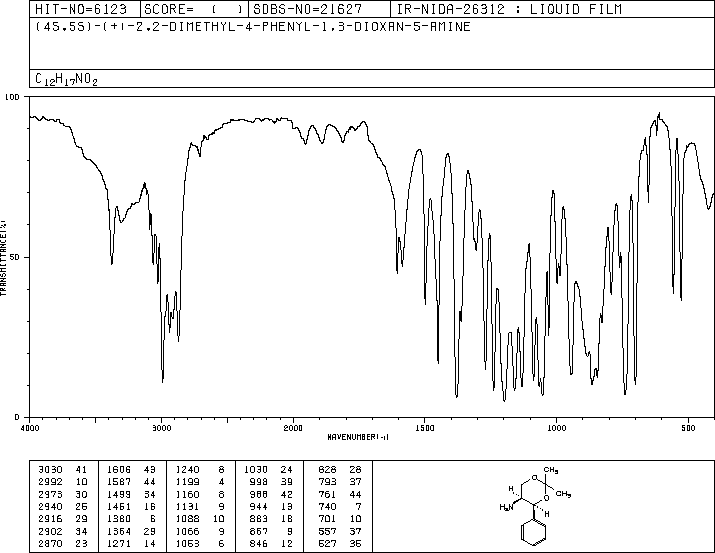 HIT-NO=6123 SCORE= ( ) SDBS-NO=21627 IR-NIDA-26312 : LIQUID FILM
(4S,5S)-(+)-2,2-DIMETHYL-4-PHENYL-1,3-DIOXAN-5-AMINE
C12H17NO2
100
50
0
TRANSMITTANCE(%)
4000 3000 2000 1500 1000 500
WAVENUMBER(-1)
3030 41 1606 43 1240 8 1030 24 828 28
2992 10 1587 44 1199 4 998 39 793 37
2973 30 1499 34 1160 8 988 42 761 44
2940 26 1451 16 1131 9 944 13 740 7
2916 29 1380 6 1088 10 883 18 701 10
2902 34 1364 29 1066 9 867 9 557 37
2870 23 1271 14 1053 6 846 12 527 35
CH3
O
CH3
H
O
H2N
H